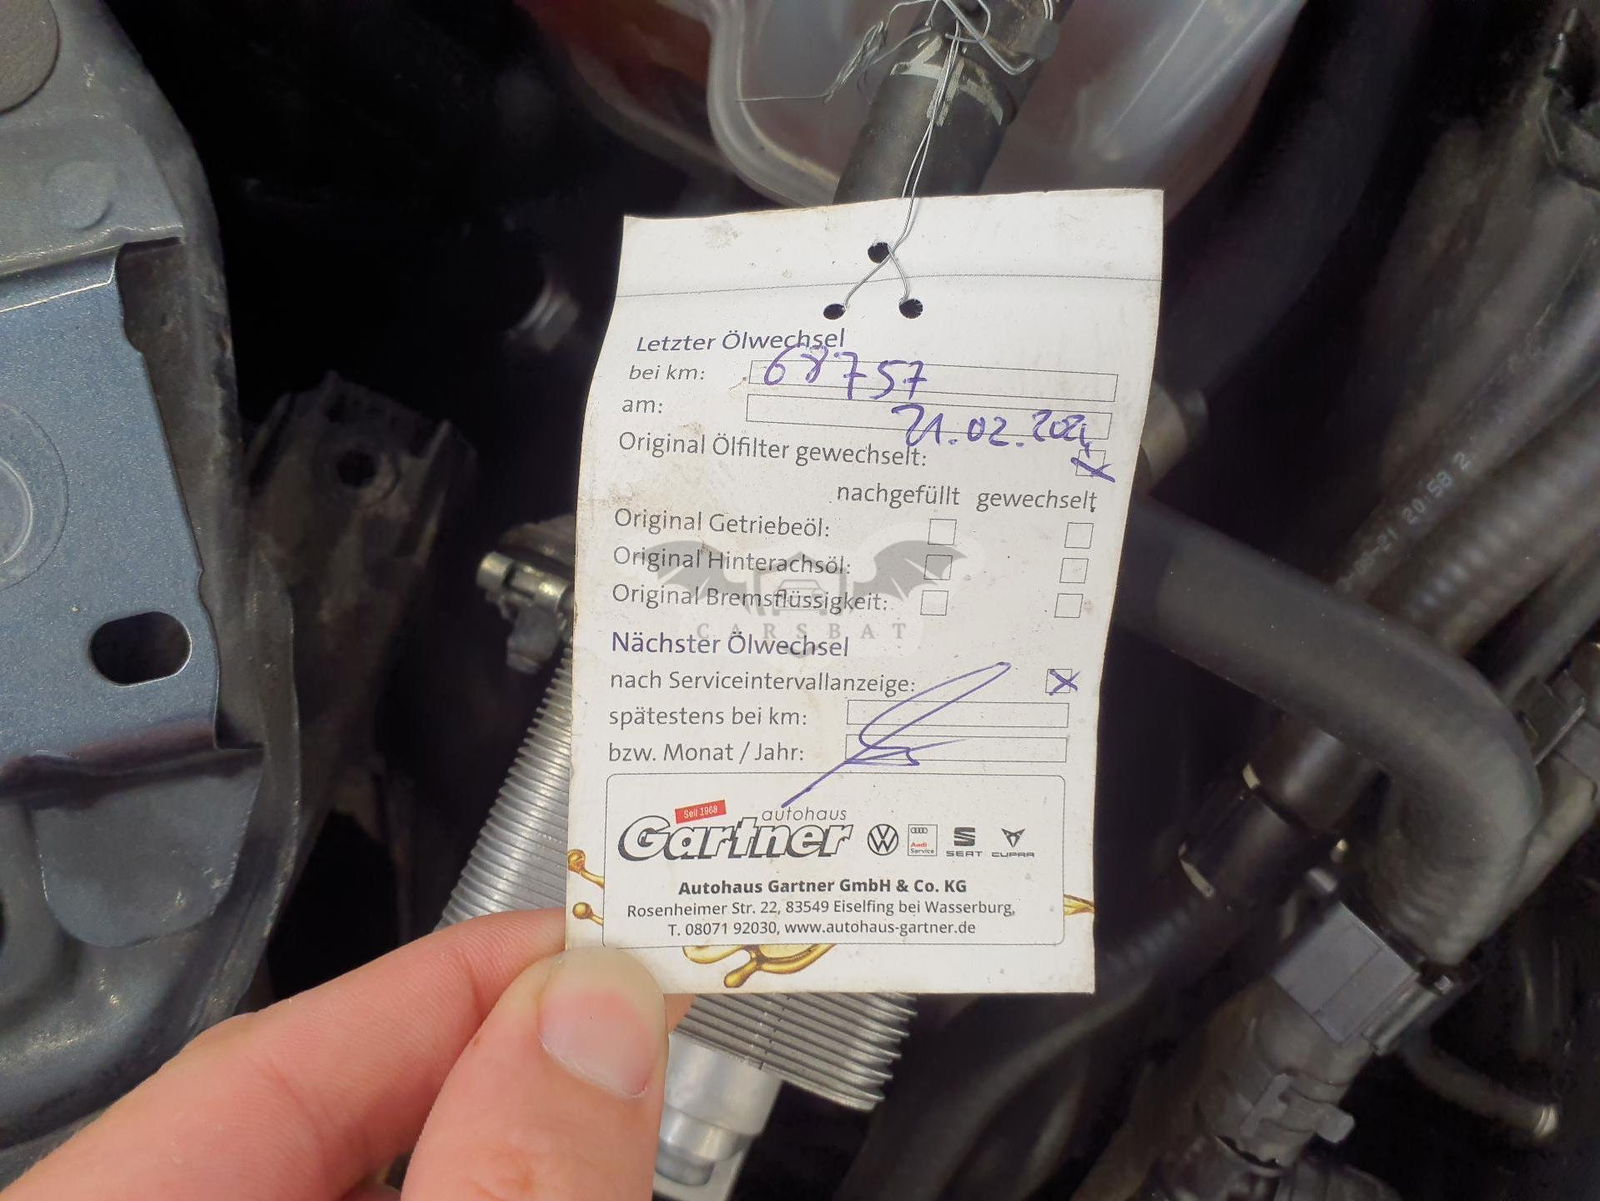 Letzter Ölwechsel
bei km: 68757
am: 21.02.2024
Original Ölfilter gewechselt:
nachgefüllt gewechselt
Original Getriebeöl:
Original Hinterachsöl:
Original Bremsflüssigkeit:
CARSBAT
Nächster Ölwechsel
nach Serviceintervallanzeige:
spätestens bei km:
bzw. Monat / Jahr:
Seit 1968
autohaus
Gartner
Audi
Service
SEAT CUPRA
Autohaus Gartner GmbH & Co. KG
Rosenheimer Str. 22, 83549 Eiselfing bei Wasserburg,
T. 08071 92030, www.autohaus-gartner.de